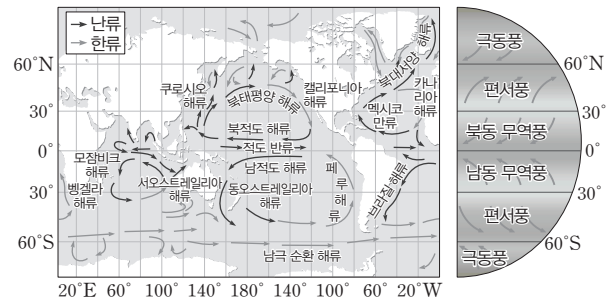 난류
한류
60°N
30°
0°
30°
60°S
쿠로시오
해류
북태평양 해류
캘리포니아
해류
북대서양 해류
카나
리아
해류
멕시코
만류
북적도 해류
적도 반류
남적도 해류
모잠비크
해류
벵겔라
해류
서오스트레일리아
해류
동오스트레일리아
해류
페
루
해
류
브라질 해류
남극 순환 해류
20°E 60° 100° 140° 180° 140° 100° 60° 20°W
극동풍
편서풍
북동 무역풍
남동 무역풍
편서풍
극동풍
60°N
30°
0°
30°
60°S